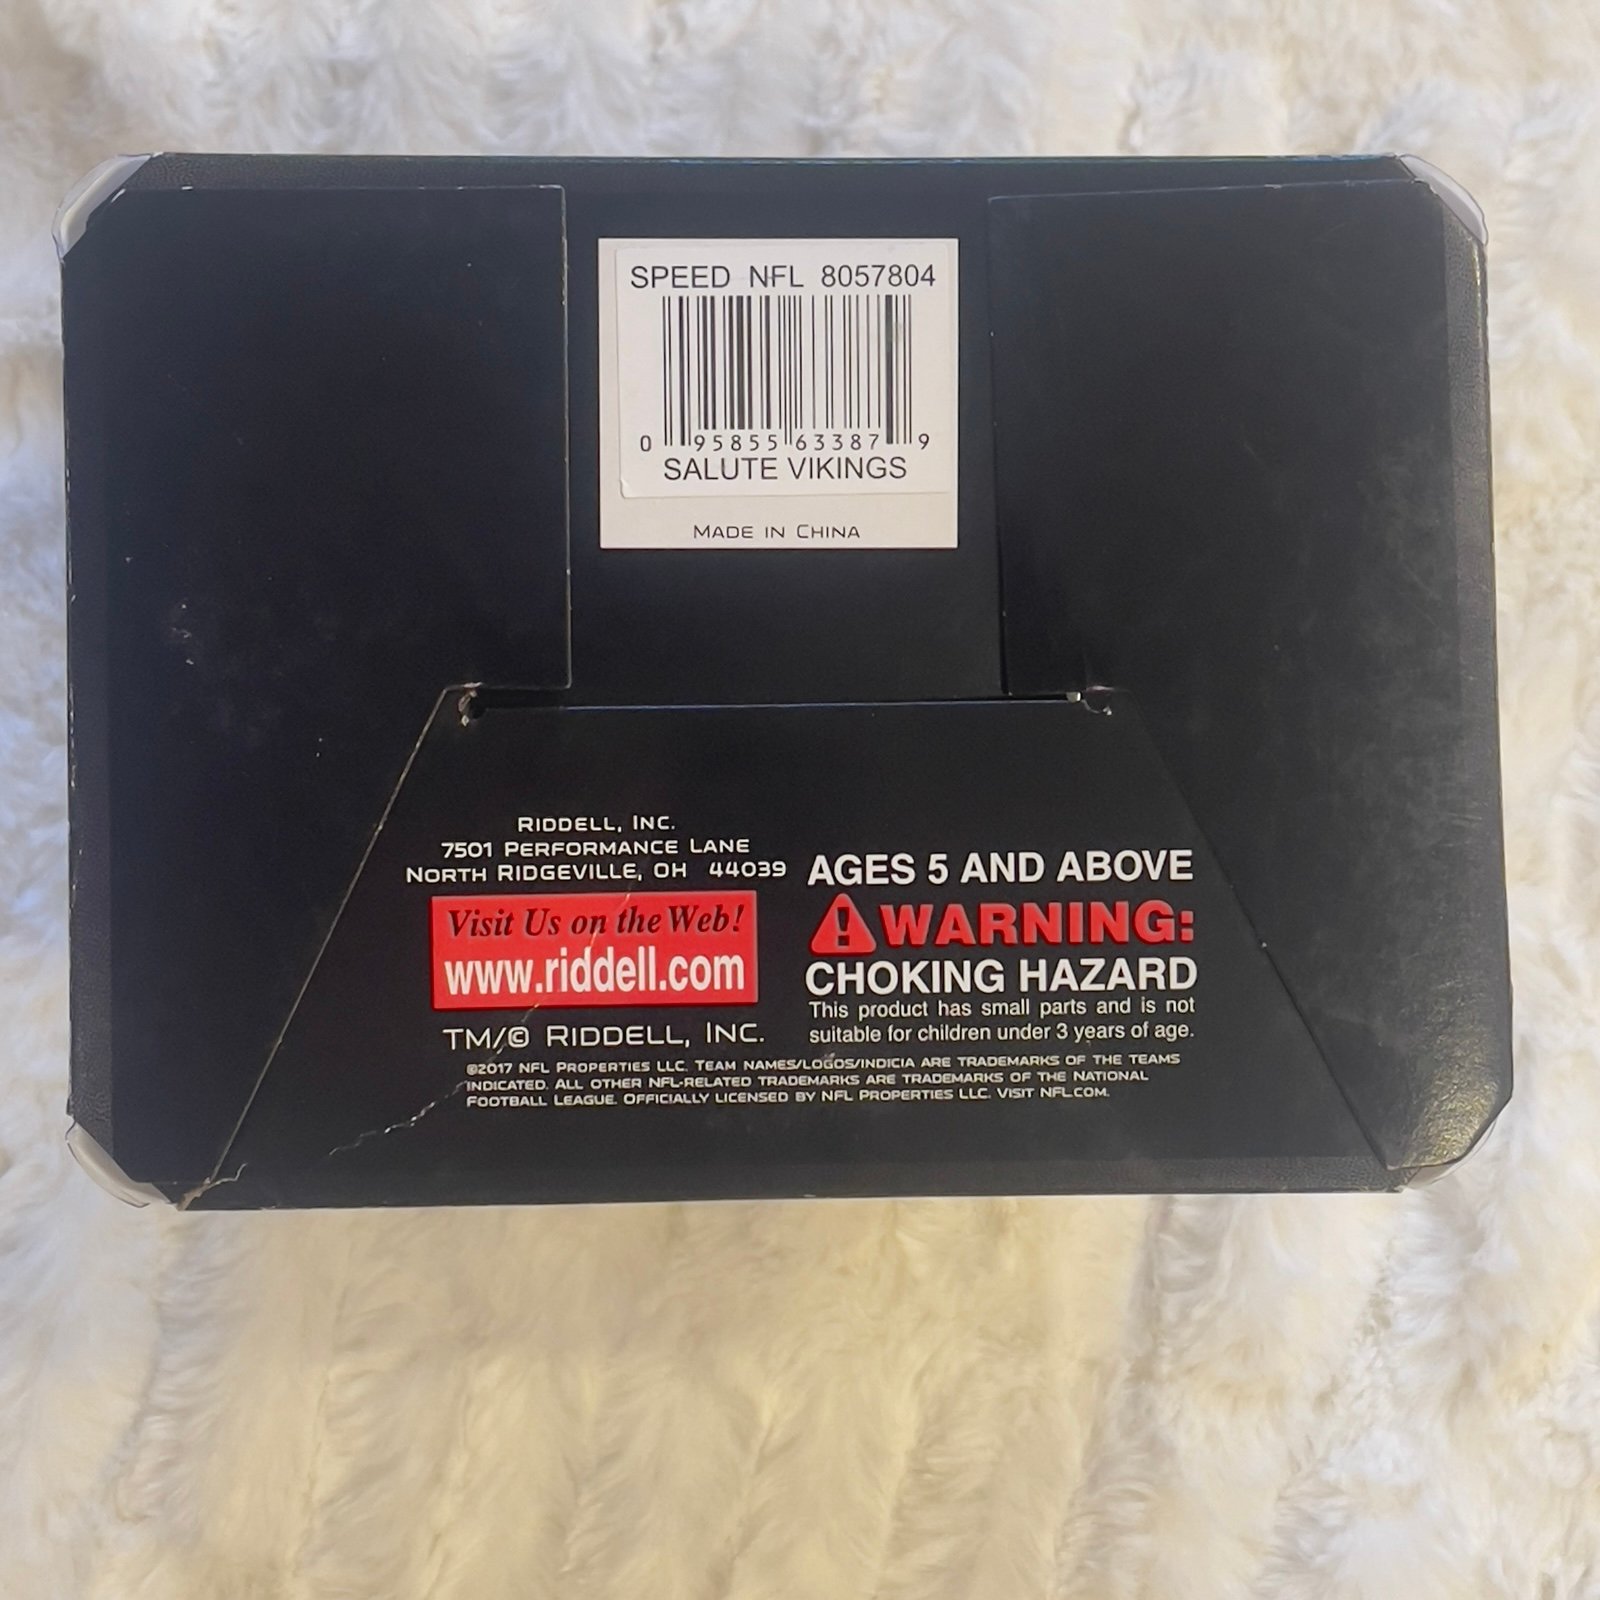 SPEED NFL 8057804
0 95855 63387 9
SALUTE VIKINGS
MADE IN CHINA
RIDDELL, INC.
7501 PERFORMANCE LANE
NORTH RIDGEVILLE, OH 44039
Visit Us on the Web!
www.riddell.com
TM/© RIDDELL, INC.
AGES 5 AND ABOVE
WARNING:
CHOKING HAZARD
This product has small parts and is not
suitable for children under 3 years of age.
©2017 NFL PROPERTIES LLC. TEAM NAMES/LOGOS/INDICIA ARE TRADEMARKS OF THE TEAMS
INDICATED. ALL OTHER NFL-RELATED TRADEMARKS ARE TRADEMARKS OF THE NATIONAL
FOOTBALL LEAGUE. OFFICIALLY LICENSED BY NFL PROPERTIES LLC. VISIT NFL.COM.